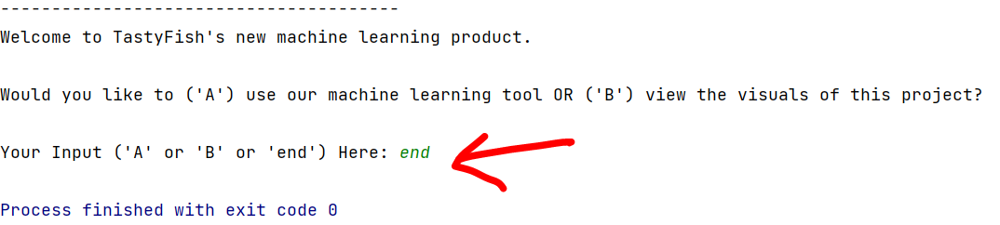 ---------------------------------------
Welcome to TastyFish's new machine learning product.
Would you like to ('A') use our machine learning tool OR ('B') view the visuals of this project?
Your Input ('A' or 'B' or 'end') Here: end
Process finished with exit code 0